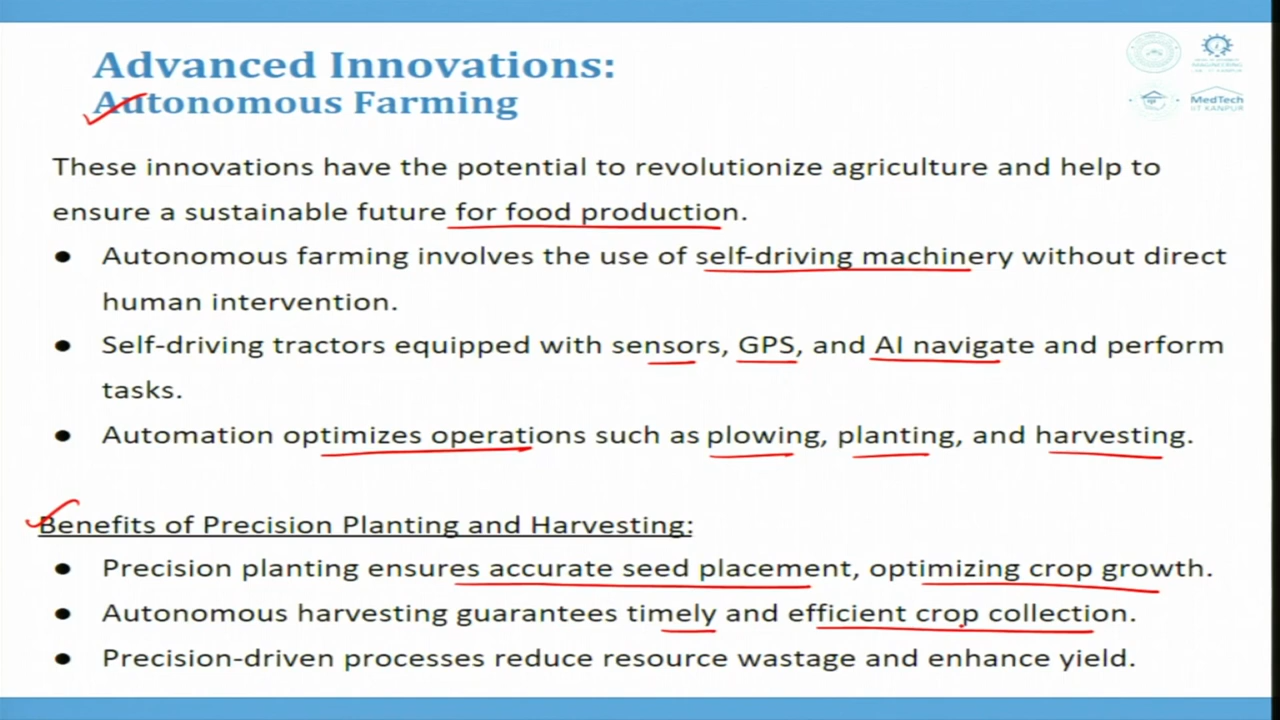 Advanced Innovations:
Autonomous Farming
MedTech
IIT KANPUR
These innovations have the potential to revolutionize agriculture and help to
ensure a sustainable future for food production.
● Autonomous farming involves the use of self-driving machinery without direct
human intervention.
● Self-driving tractors equipped with sensors, GPS, and AI navigate and perform
tasks.
● Automation optimizes operations such as plowing, planting, and harvesting.
Benefits of Precision Planting and Harvesting:
● Precision planting ensures accurate seed placement, optimizing crop growth.
● Autonomous harvesting guarantees timely and efficient crop collection.
● Precision-driven processes reduce resource wastage and enhance yield.